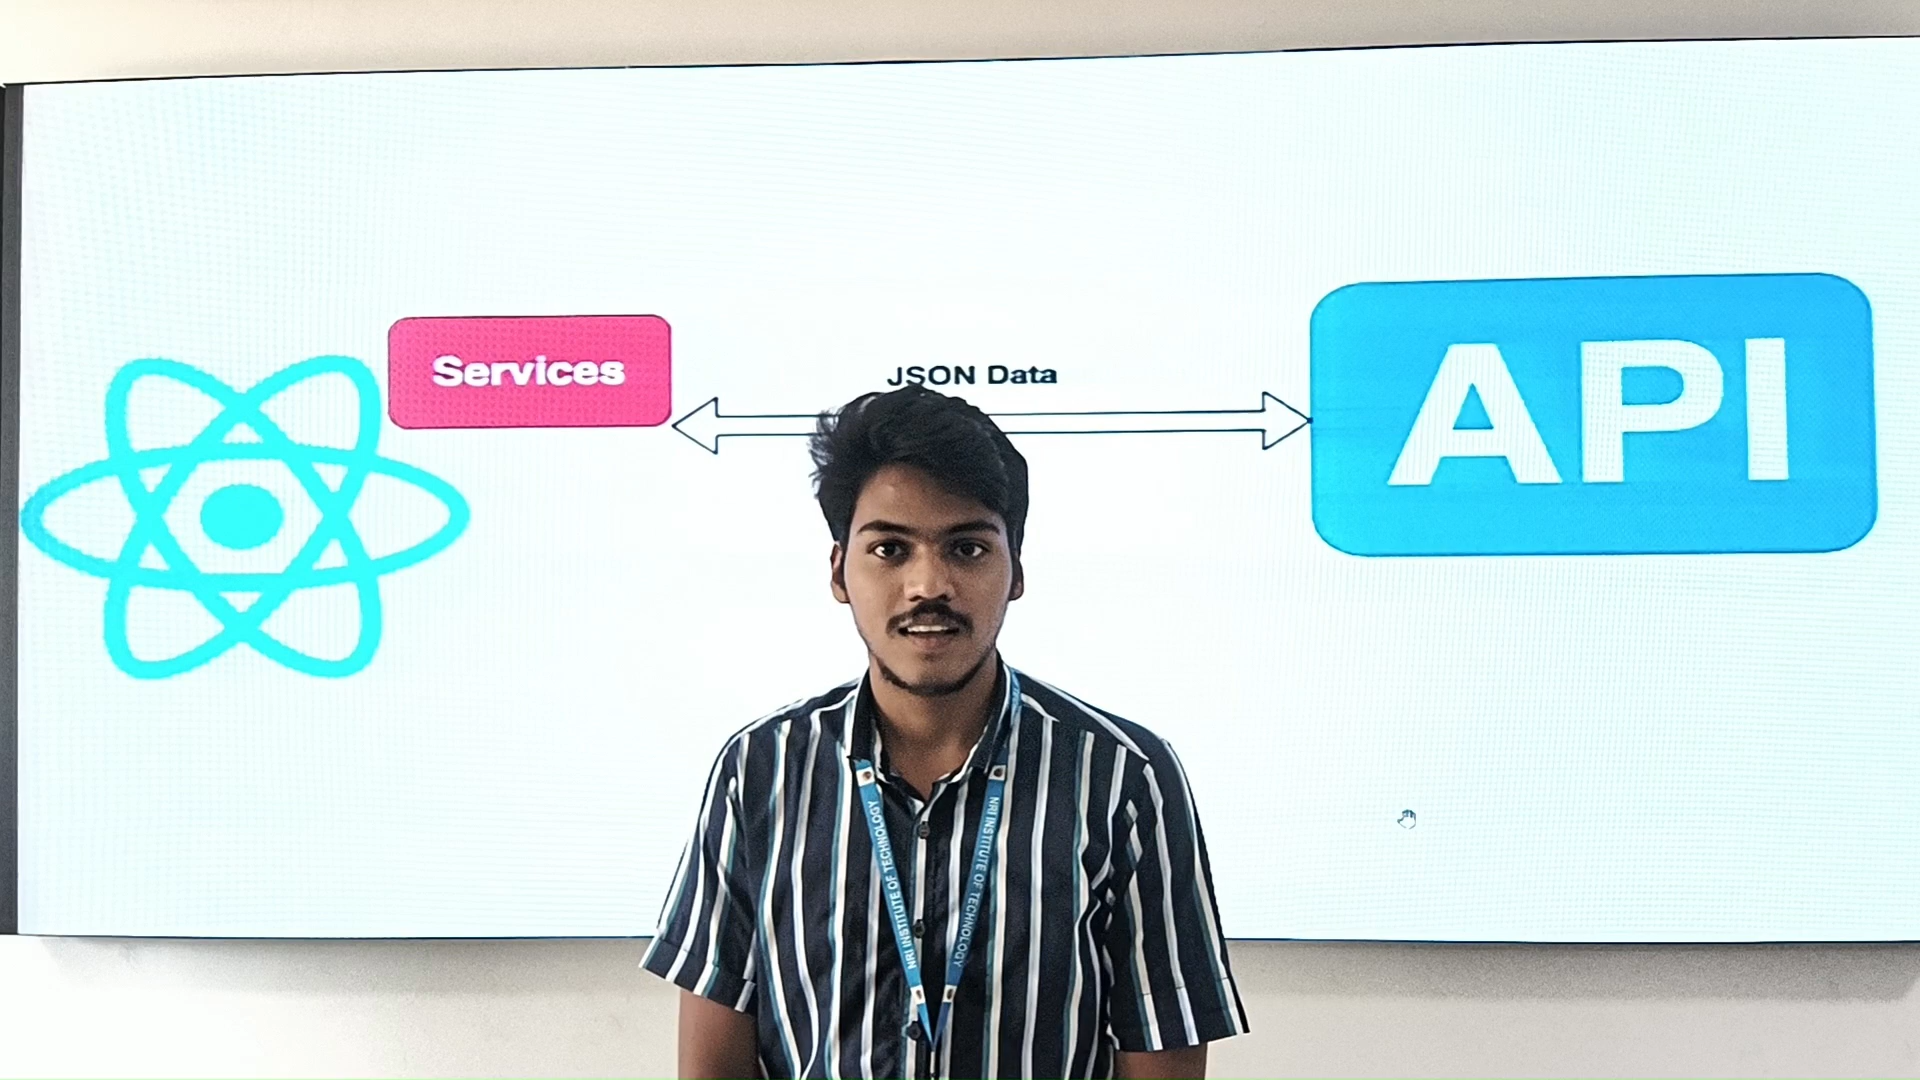 Services
JSON Data
API
NRI INSTITUTE OF TECHNOLOGY
NRI INSTITUTE OF TECHNOLOGY